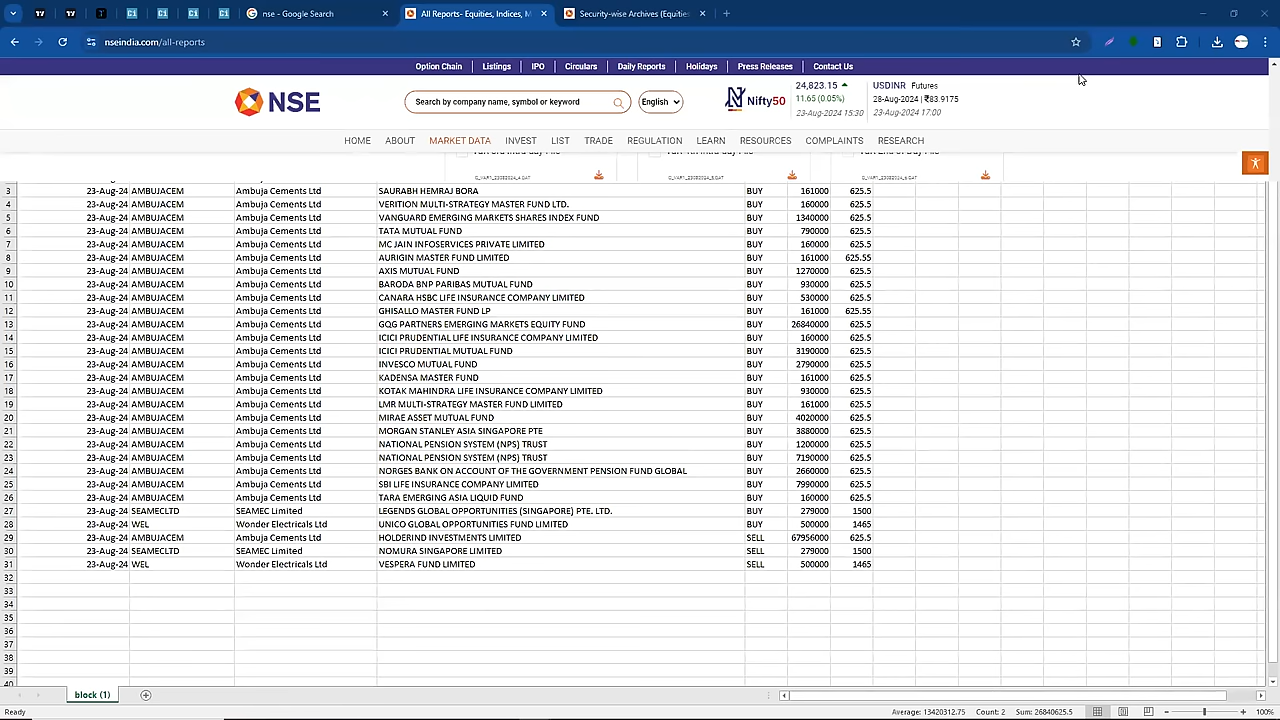 nse - Google Search
All Reports- Equities, Indices, M
Security-wise Archives (Equities
nseindia.com/all-reports
Option Chain Listings IPO Circulars Daily Reports Holidays Press Releases Contact Us
NSE
Search by company name, symbol or keyword
English
Nifty50
24,823.15
11.65 (0.05%)
23-Aug-2024 15:30
USDINR Futures
28-Aug-2024 | ₹83.9175
23-Aug-2024 17:00
HOME ABOUT MARKET DATA INVEST LIST TRADE REGULATION LEARN RESOURCES COMPLAINTS RESEARCH
3 23-Aug-24 AMBUJACEM Ambuja Cements Ltd SAURABH HEMRAJ BORA BUY 161000 625.5
4 23-Aug-24 AMBUJACEM Ambuja Cements Ltd VERITION MULTI-STRATEGY MASTER FUND LTD. BUY 160000 625.5
5 23-Aug-24 AMBUJACEM Ambuja Cements Ltd VANGUARD EMERGING MARKETS SHARES INDEX FUND BUY 1340000 625.5
6 23-Aug-24 AMBUJACEM Ambuja Cements Ltd TATA MUTUAL FUND BUY 790000 625.5
7 23-Aug-24 AMBUJACEM Ambuja Cements Ltd MC JAIN INFOSERVICES PRIVATE LIMITED BUY 160000 625.5
8 23-Aug-24 AMBUJACEM Ambuja Cements Ltd AURIGIN MASTER FUND LIMITED BUY 161000 625.55
9 23-Aug-24 AMBUJACEM Ambuja Cements Ltd AXIS MUTUAL FUND BUY 1270000 625.5
10 23-Aug-24 AMBUJACEM Ambuja Cements Ltd BARODA BNP PARIBAS MUTUAL FUND BUY 930000 625.5
11 23-Aug-24 AMBUJACEM Ambuja Cements Ltd CANARA HSBC LIFE INSURANCE COMPANY LIMITED BUY 530000 625.5
12 23-Aug-24 AMBUJACEM Ambuja Cements Ltd GHISALLO MASTER FUND LP BUY 161000 625.55
13 23-Aug-24 AMBUJACEM Ambuja Cements Ltd GQG PARTNERS EMERGING MARKETS EQUITY FUND BUY 26840000 625.5
14 23-Aug-24 AMBUJACEM Ambuja Cements Ltd ICICI PRUDENTIAL LIFE INSURANCE COMPANY LIMITED BUY 160000 625.5
15 23-Aug-24 AMBUJACEM Ambuja Cements Ltd ICICI PRUDENTIAL MUTUAL FUND BUY 3190000 625.5
16 23-Aug-24 AMBUJACEM Ambuja Cements Ltd INVESCO MUTUAL FUND BUY 2790000 625.5
17 23-Aug-24 AMBUJACEM Ambuja Cements Ltd KADENSA MASTER FUND BUY 161000 625.5
18 23-Aug-24 AMBUJACEM Ambuja Cements Ltd KOTAK MAHINDRA LIFE INSURANCE COMPANY LIMITED BUY 930000 625.5
19 23-Aug-24 AMBUJACEM Ambuja Cements Ltd LMR MULTI-STRATEGY MASTER FUND LIMITED BUY 161000 625.5
20 23-Aug-24 AMBUJACEM Ambuja Cements Ltd MIRAE ASSET MUTUAL FUND BUY 4020000 625.5
21 23-Aug-24 AMBUJACEM Ambuja Cements Ltd MORGAN STANLEY ASIA SINGAPORE PTE BUY 3880000 625.5
22 23-Aug-24 AMBUJACEM Ambuja Cements Ltd NATIONAL PENSION SYSTEM (NPS) TRUST BUY 1200000 625.5
23 23-Aug-24 AMBUJACEM Ambuja Cements Ltd NATIONAL PENSION SYSTEM (NPS) TRUST BUY 7190000 625.5
24 23-Aug-24 AMBUJACEM Ambuja Cements Ltd NORGES BANK ON ACCOUNT OF THE GOVERNMENT PENSION FUND GLOBAL BUY 2660000 625.5
25 23-Aug-24 AMBUJACEM Ambuja Cements Ltd SBI LIFE INSURANCE COMPANY LIMITED BUY 7990000 625.5
26 23-Aug-24 AMBUJACEM Ambuja Cements Ltd TARA EMERGING ASIA LIQUID FUND BUY 160000 625.5
27 23-Aug-24 SEAMECLTD SEAMEC Limited LEGENDS GLOBAL OPPORTUNITIES (SINGAPORE) PTE. LTD. BUY 279000 1500
28 23-Aug-24 WEL Wonder Electricals Ltd UNICO GLOBAL OPPORTUNITIES FUND LIMITED BUY 500000 1465
29 23-Aug-24 AMBUJACEM Ambuja Cements Ltd HOLDERIND INVESTMENTS LIMITED SELL 67956000 625.5
30 23-Aug-24 SEAMECLTD SEAMEC Limited NOMURA SINGAPORE LIMITED SELL 279000 1500
31 23-Aug-24 WEL Wonder Electricals Ltd VESPERA FUND LIMITED SELL 500000 1465
32
33
34
35
36
37
38
39
40
block (1)
Ready
Average: 13420312.75 Count: 2 Sum: 26840625.5
100%